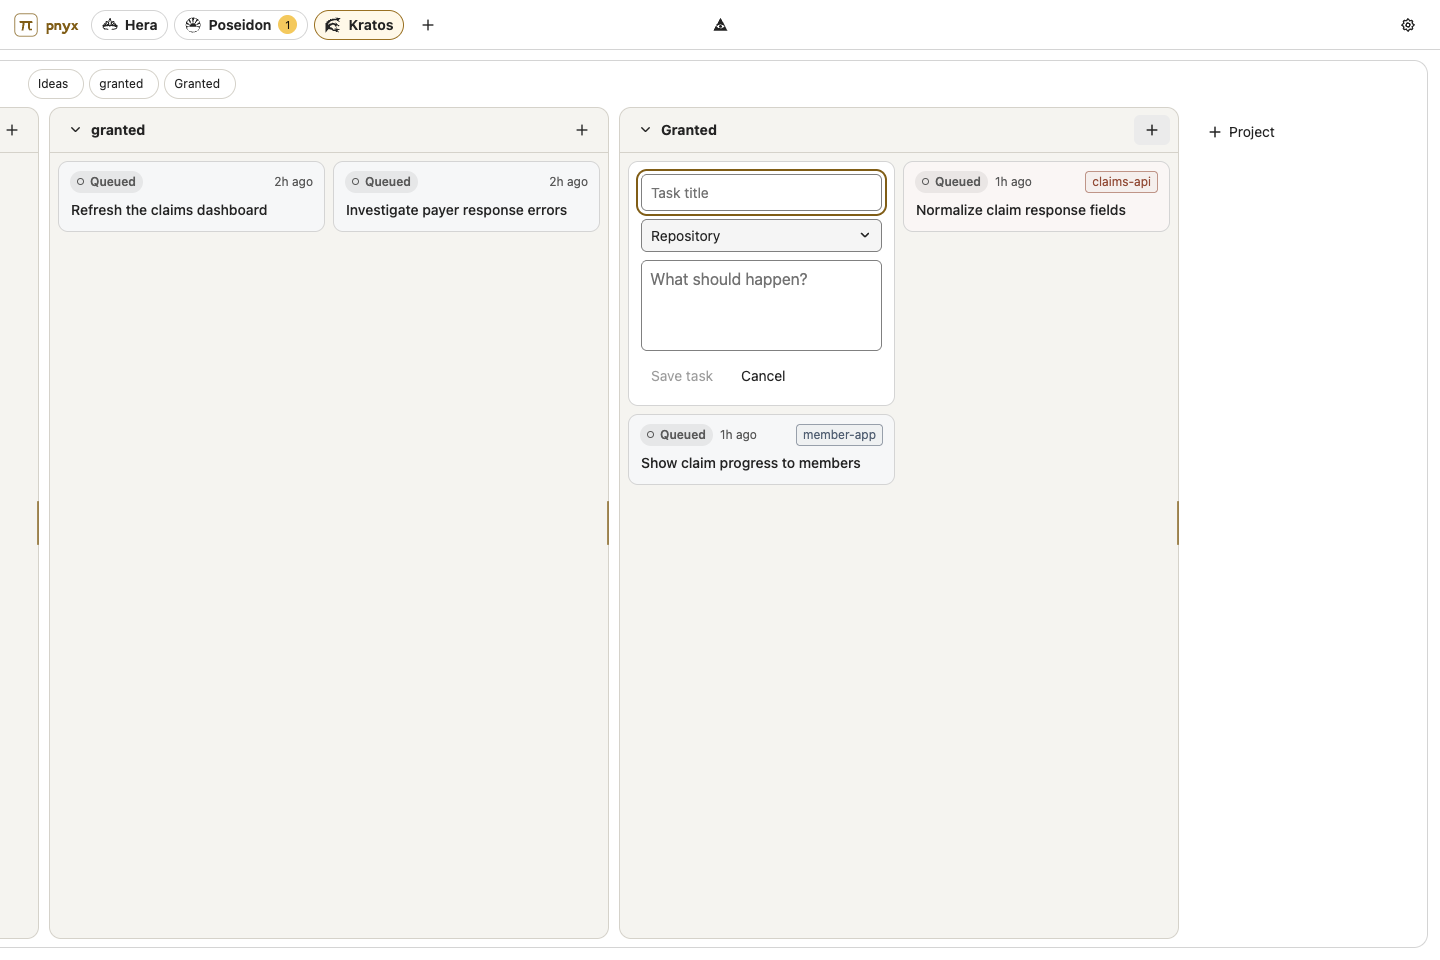 π pnyx Hera Poseidon 1 Kratos
Ideas granted Granted
granted
Queued 2h ago
Refresh the claims dashboard
Queued 2h ago
Investigate payer response errors
Granted
Task title
Repository
What should happen?
Save task Cancel
Queued 1h ago claims-api
Normalize claim response fields
Queued 1h ago member-app
Show claim progress to members
Project